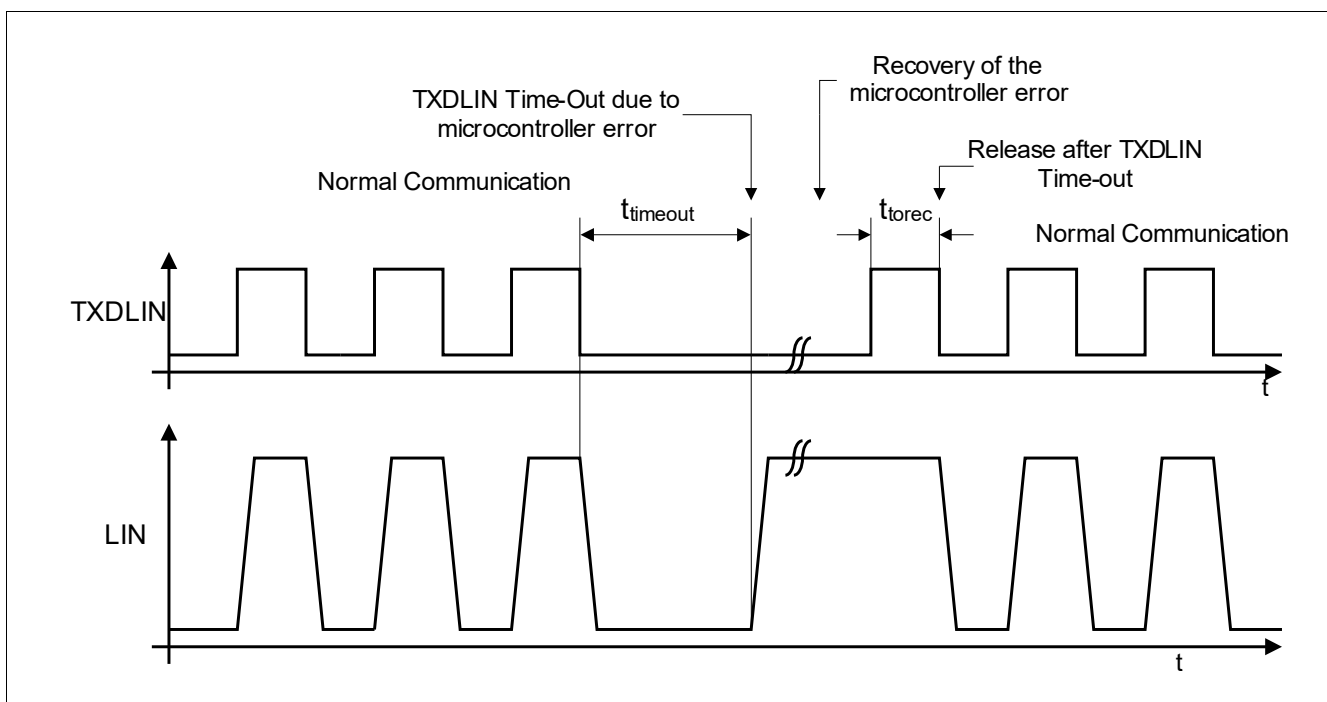 Recovery of the
microcontroller error
TXDLIN Time-Out due to
microcontroller error
Release after TXDLIN
Time-out
Normal Communication
ttimeout
ttorec
Normal Communication
TXDLIN
t
LIN
t